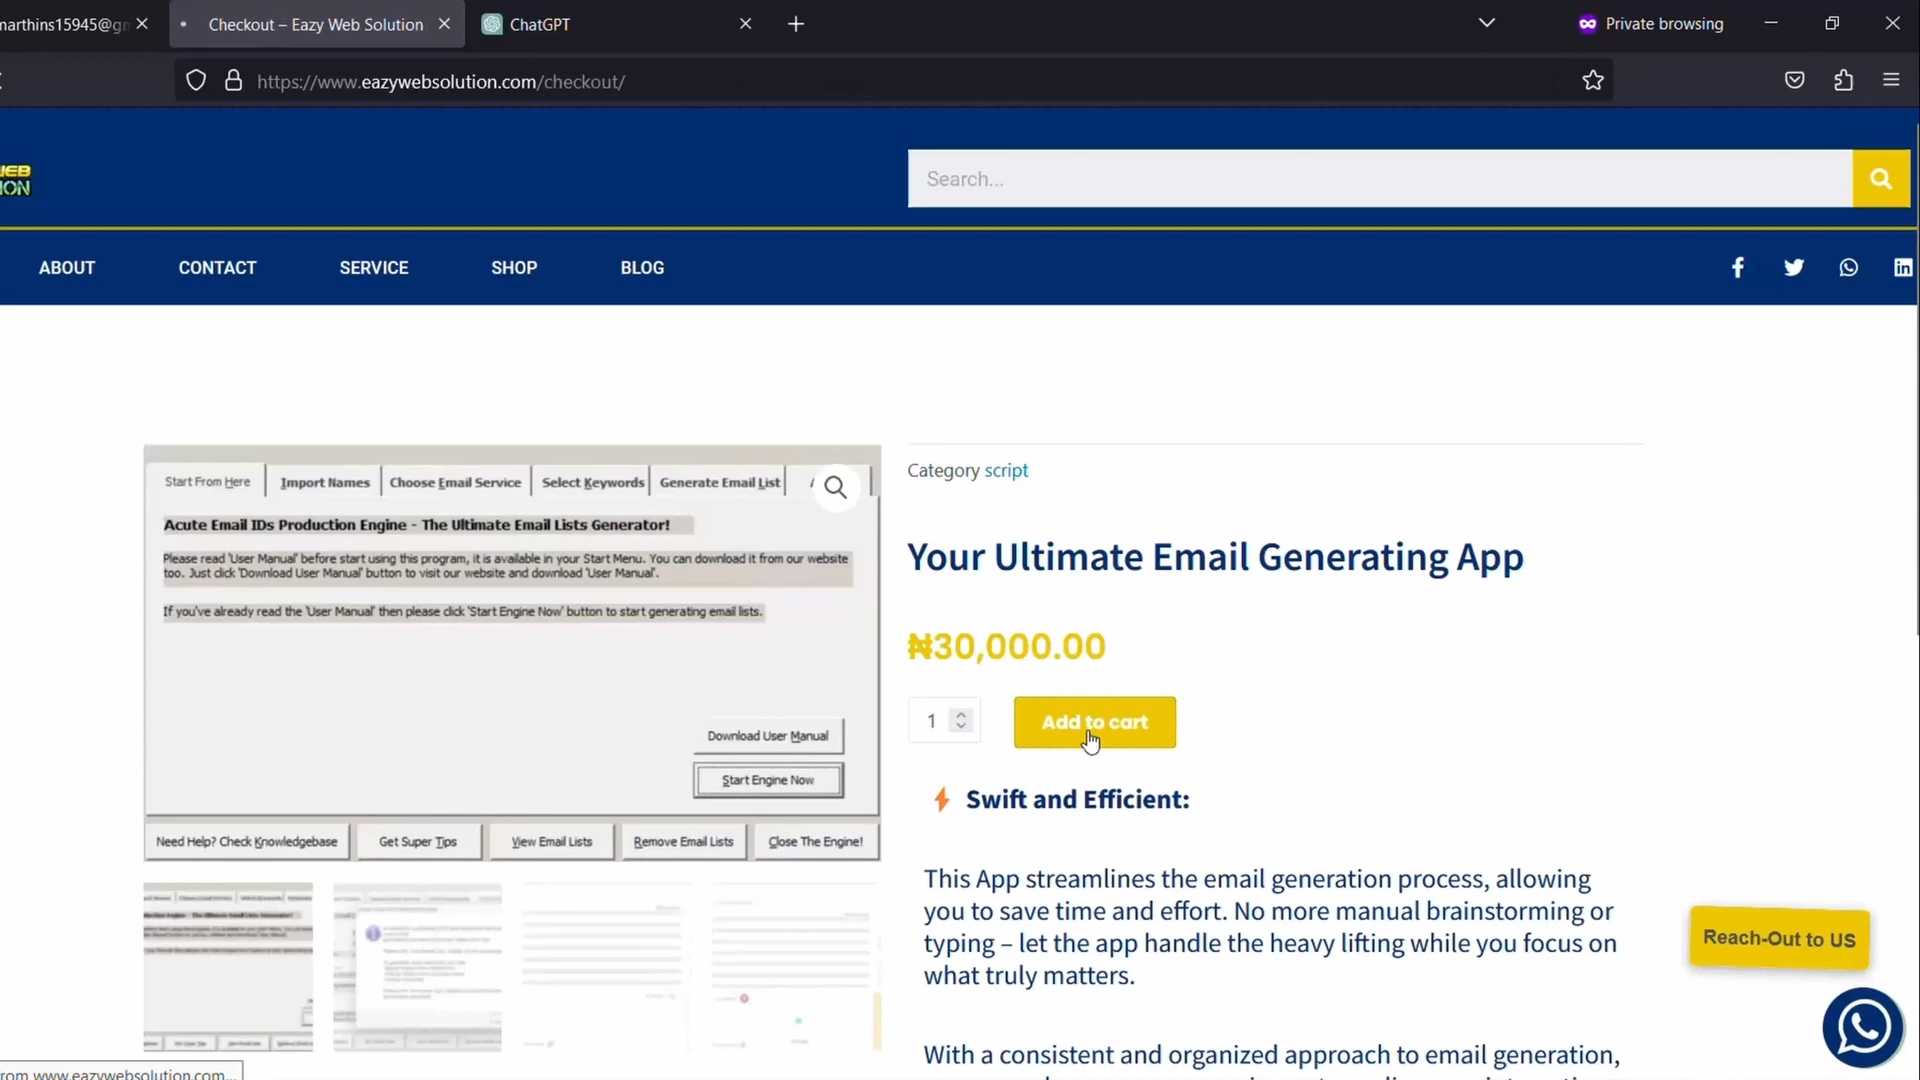 marthins15945@gm
Checkout – Eazy Web Solution
ChatGPT
Private browsing
https://www.eazywebsolution.com/checkout/
WEB
ION
Search...
ABOUT
CONTACT
SERVICE
SHOP
BLOG
Start From Here
Import Names
Choose Email Service
Select Keywords
Generate Email List
Acute Email IDs Production Engine - The Ultimate Email Lists Generator!
Please read 'User Manual' before start using this program, it is available in your Start Menu. You can download it from our website
too. Just click 'Download User Manual' button to visit our website and download 'User Manual'.
If you've already read the 'User Manual' then please click 'Start Engine Now' button to start generating email lists.
Download User Manual
Start Engine Now
Need Help? Check Knowledgebase
Get Super Tips
View Email Lists
Remove Email Lists
Close The Engine!
Category script
Your Ultimate Email Generating App
₦30,000.00
1
Add to cart
Swift and Efficient:
This App streamlines the email generation process, allowing
you to save time and effort. No more manual brainstorming or
typing – let the app handle the heavy lifting while you focus on
what truly matters.
With a consistent and organized approach to email generation,
Reach-Out to US
from www.eazywebsolution.com...